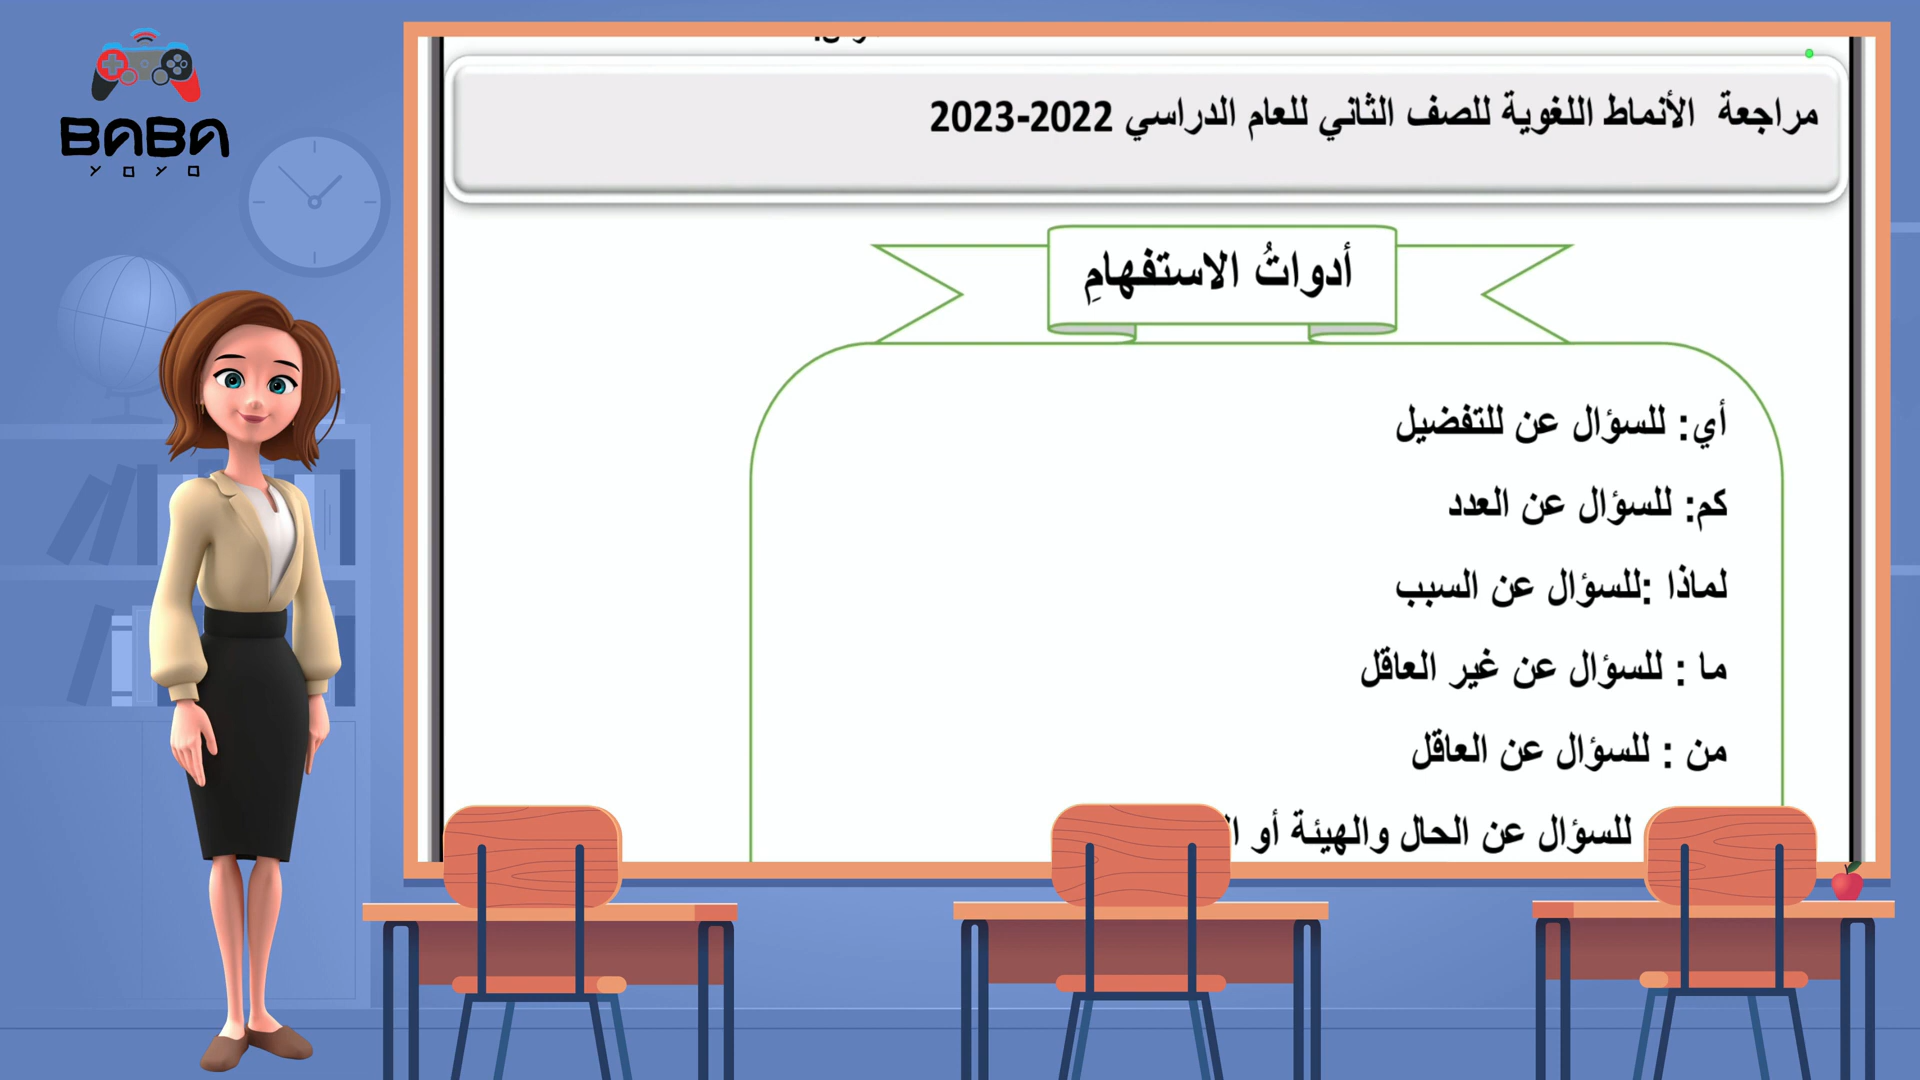 BABA
YOYO
مراجعة الأنماط اللغوية للصف الثاني للعام الدراسي 2022-2023
أدواتُ الاستفهامِ
أي: للسؤال عن للتفضيل
كم: للسؤال عن العدد
لماذا :للسؤال عن السبب
ما : للسؤال عن غير العاقل
من : للسؤال عن العاقل
للسؤال عن الحال والهيئة أو